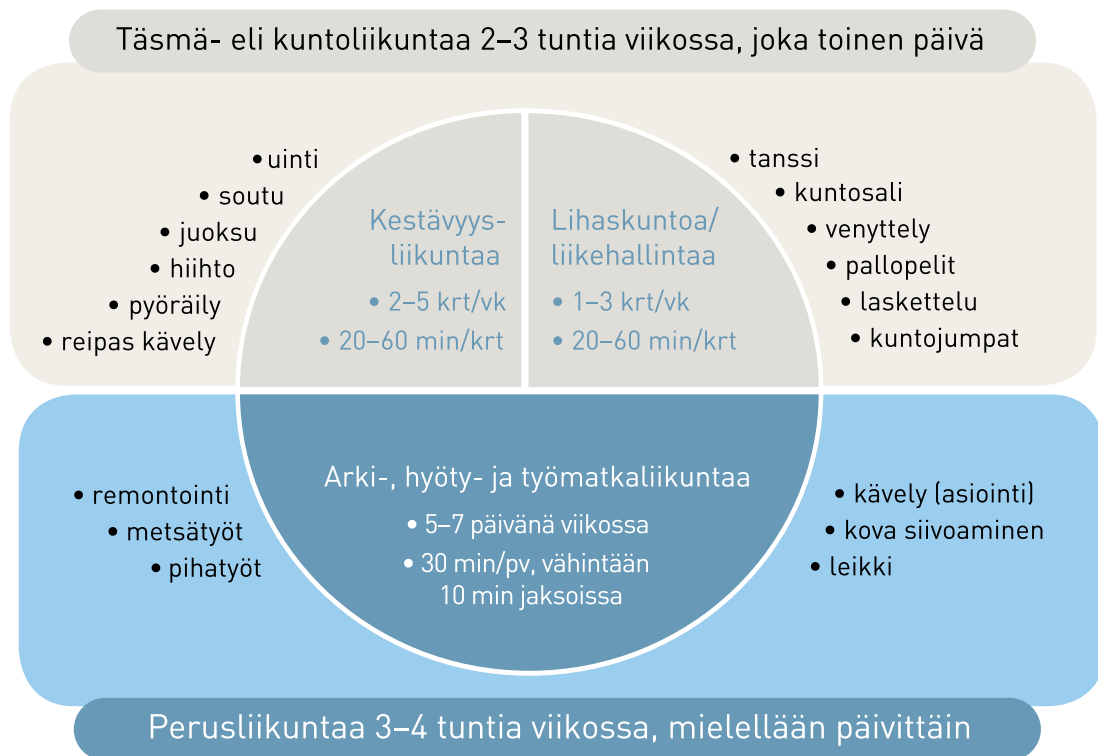 Täsmä- eli kuntoliikuntaa 2–3 tuntia viikossa, joka toinen päivä
• uinti
• soutu
• juoksu
• hiihto
• pyöräily
• reipas kävely
Kestävyys-
liikuntaa
• 2–5 krt/vk
• 20–60 min/krt
Lihaskuntoa/
liikehallintaa
• 1–3 krt/vk
• 20–60 min/krt
• tanssi
• kuntosali
• venyttely
• pallopelit
• laskettelu
• kuntojumpat
• remontointi
• metsätyöt
• pihatyöt
Arki-, hyöty- ja työmatkaliikuntaa
• 5–7 päivänä viikossa
• 30 min/pv, vähintään
10 min jaksoissa
• kävely (asiointi)
• kova siivoaminen
• leikki
Perusliikuntaa 3–4 tuntia viikossa, mielellään päivittäin